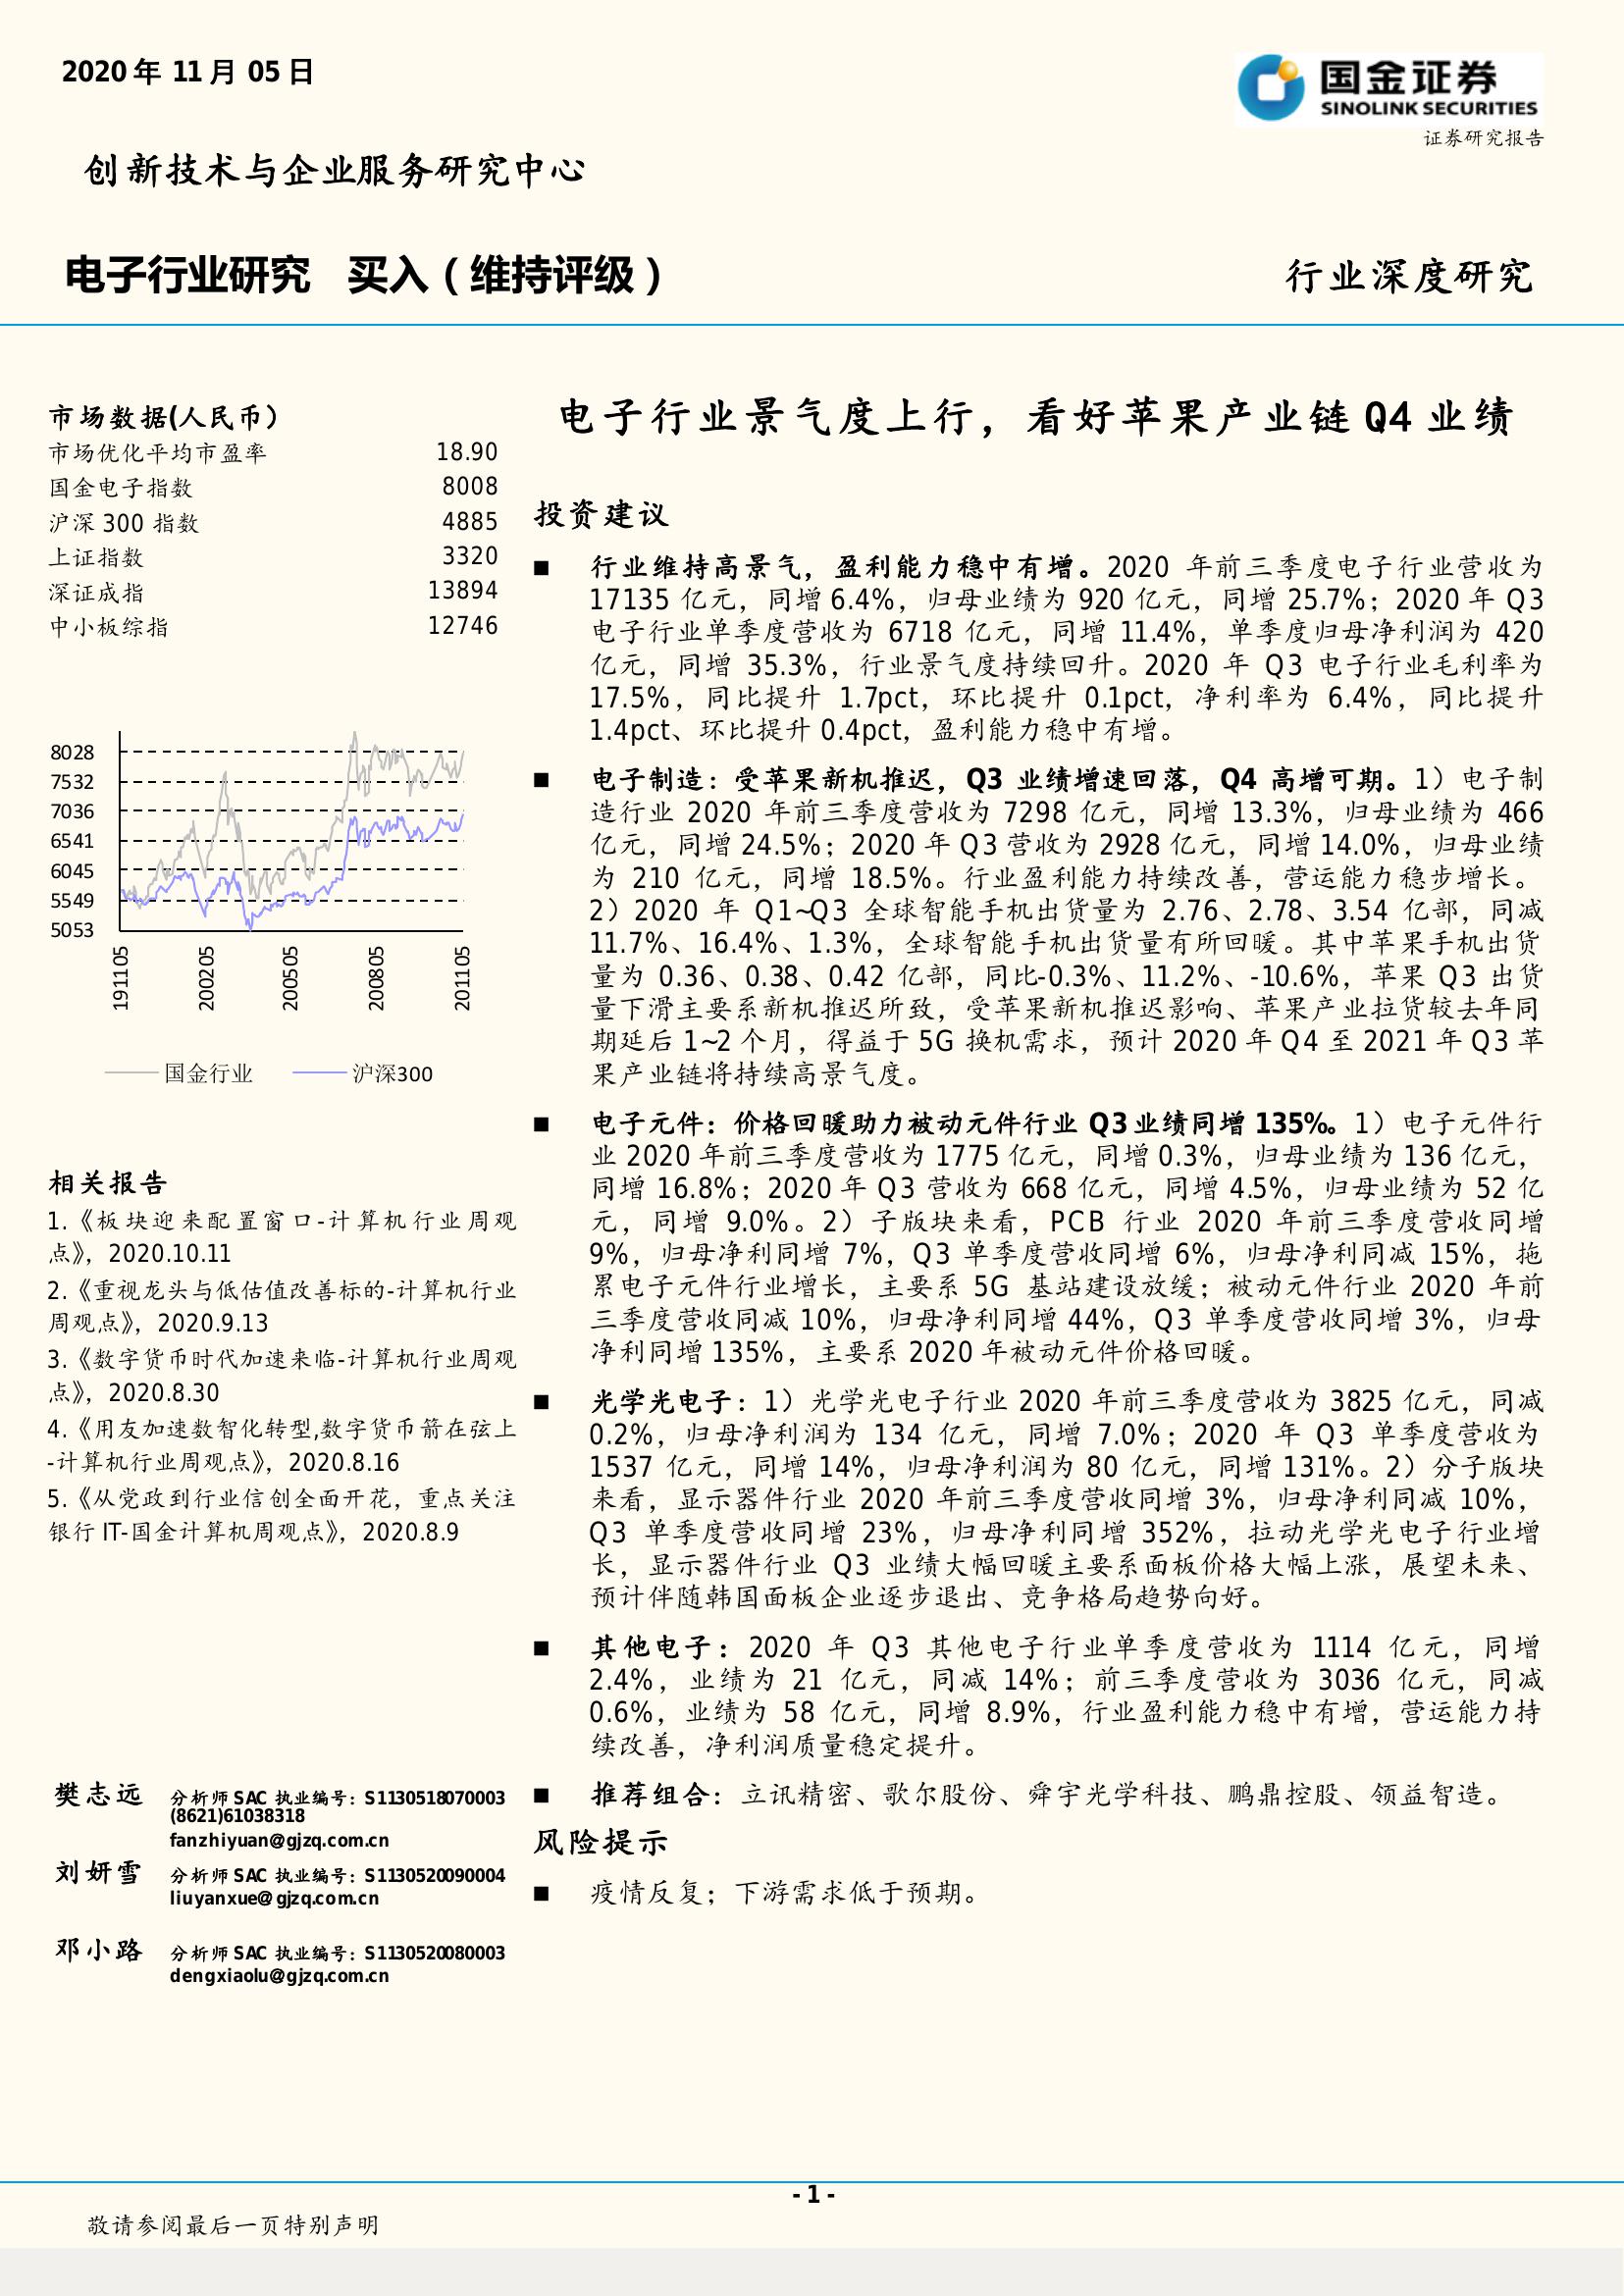 2020 年 11 月 05 日
国金证券
SINOLINK SECURITIES
证券研究报告
创新技术与企业服务研究中心
电子行业研究 买入（维持评级）
行业深度研究
市场数据(人民币）
市场优化平均市盈率 18.90
国金电子指数 8008
沪深 300 指数 4885
上证指数 3320
深证成指 13894
中小板综指 12746
8028
7532
7036
6541
6045
5549
5053
191105
200205
200505
200805
201105
国金行业 沪深300
相关报告
1.《板块迎来配置窗口-计算机行业周观
点》，2020.10.11
2.《重视龙头与低估值改善标的-计算机行业
周观点》，2020.9.13
3.《数字货币时代加速来临-计算机行业周观
点》，2020.8.30
4.《用友加速数智化转型,数字货币箭在弦上
-计算机行业周观点》，2020.8.16
5.《从党政到行业信创全面开花，重点关注
银行 IT-国金计算机周观点》，2020.8.9
樊志远 分析师 SAC 执业编号：S1130518070003
(8621)61038318
fanzhiyuan@gjzq.com.cn
刘妍雪 分析师 SAC 执业编号：S1130520090004
liuyanxue@gjzq.com.cn
邓小路 分析师 SAC 执业编号：S1130520080003
dengxiaolu@gjzq.com.cn
电子行业景气度上行，看好苹果产业链 Q4 业绩
投资建议
■ 行业维持高景气，盈利能力稳中有增。2020 年前三季度电子行业营收为
17135 亿元，同增 6.4%，归母业绩为 920 亿元，同增 25.7%；2020 年 Q3
电子行业单季度营收为 6718 亿元，同增 11.4%，单季度归母净利润为 420
亿元，同增 35.3%，行业景气度持续回升。2020 年 Q3 电子行业毛利率为
17.5%，同比提升 1.7pct，环比提升 0.1pct，净利率为 6.4%，同比提升
1.4pct、环比提升 0.4pct，盈利能力稳中有增。
■ 电子制造：受苹果新机推迟，Q3 业绩增速回落，Q4 高增可期。1）电子制
造行业 2020 年前三季度营收为 7298 亿元，同增 13.3%，归母业绩为 466
亿元，同增 24.5%；2020 年 Q3 营收为 2928 亿元，同增 14.0%，归母业绩
为 210 亿元，同增 18.5%。行业盈利能力持续改善，营运能力稳步增长。
2）2020 年 Q1~Q3 全球智能手机出货量为 2.76、2.78、3.54 亿部，同减
11.7%、16.4%、1.3%，全球智能手机出货量有所回暖。其中苹果手机出货
量为 0.36、0.38、0.42 亿部，同比-0.3%、11.2%、-10.6%，苹果 Q3 出货
量下滑主要系新机推迟所致，受苹果新机推迟影响、苹果产业拉货较去年同
期延后 1~2 个月，得益于 5G 换机需求，预计 2020 年 Q4 至 2021 年 Q3 苹
果产业链将持续高景气度。
■ 电子元件：价格回暖助力被动元件行业 Q3 业绩同增 135%。1）电子元件行
业 2020 年前三季度营收为 1775 亿元，同增 0.3%，归母业绩为 136 亿元，
同增 16.8%；2020 年 Q3 营收为 668 亿元，同增 4.5%，归母业绩为 52 亿
元，同增 9.0%。2）子版块来看，PCB 行业 2020 年前三季度营收同增
9%，归母净利同增 7%，Q3 单季度营收同增 6%，归母净利同减 15%，拖
累电子元件行业增长，主要系 5G 基站建设放缓；被动元件行业 2020 年前
三季度营收同减 10%，归母净利同增 44%，Q3 单季度营收同增 3%，归母
净利同增 135%，主要系 2020 年被动元件价格回暖。
■ 光学光电子：1）光学光电子行业 2020 年前三季度营收为 3825 亿元，同减
0.2%，归母净利润为 134 亿元，同增 7.0%；2020 年 Q3 单季度营收为
1537 亿元，同增 14%，归母净利润为 80 亿元，同增 131%。2）分子版块
来看，显示器件行业 2020 年前三季度营收同增 3%，归母净利同减 10%，
Q3 单季度营收同增 23%，归母净利同增 352%，拉动光学光电子行业增
长，显示器件行业 Q3 业绩大幅回暖主要系面板价格大幅上涨，展望未来、
预计伴随韩国面板企业逐步退出、竞争格局趋势向好。
■ 其他电子：2020 年 Q3 其他电子行业单季度营收为 1114 亿元，同增
2.4%，业绩为 21 亿元，同减 14%；前三季度营收为 3036 亿元，同减
0.6%，业绩为 58 亿元，同增 8.9%，行业盈利能力稳中有增，营运能力持
续改善，净利润质量稳定提升。
■ 推荐组合：立讯精密、歌尔股份、舜宇光学科技、鹏鼎控股、领益智造。
风险提示
■ 疫情反复；下游需求低于预期。
- 1 -
敬请参阅最后一页特别声明